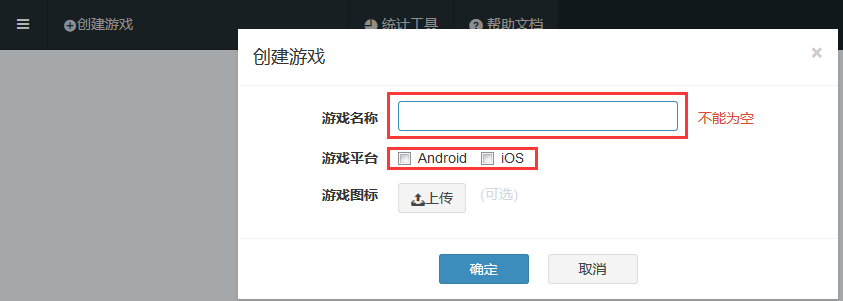 创建游戏 统计工具 帮助文档
创建游戏 ×
游戏名称 不能为空
游戏平台 Android iOS
游戏图标 上传 (可选)
确定 取消